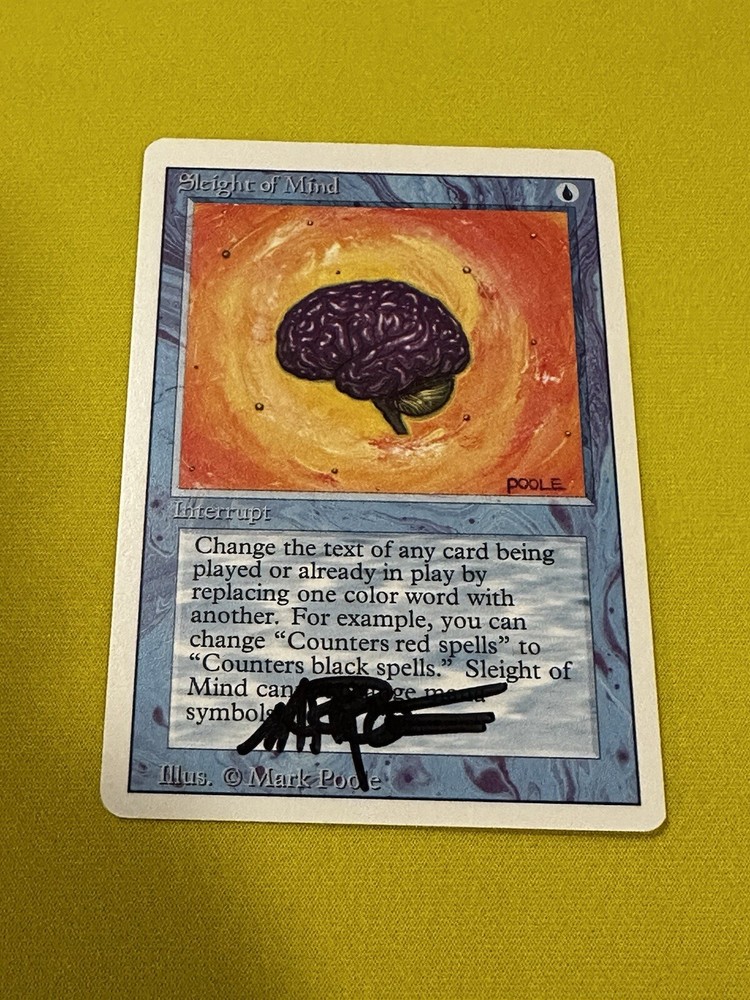 Sleight of Mind
POOLE
Interrupt
Change the text of any card being
played or already in play by
replacing one color word with
another. For example, you can
change “Counters red spells” to
“Counters black spells.” Sleight of
Mind
symbols
Illus. © Mark Poole